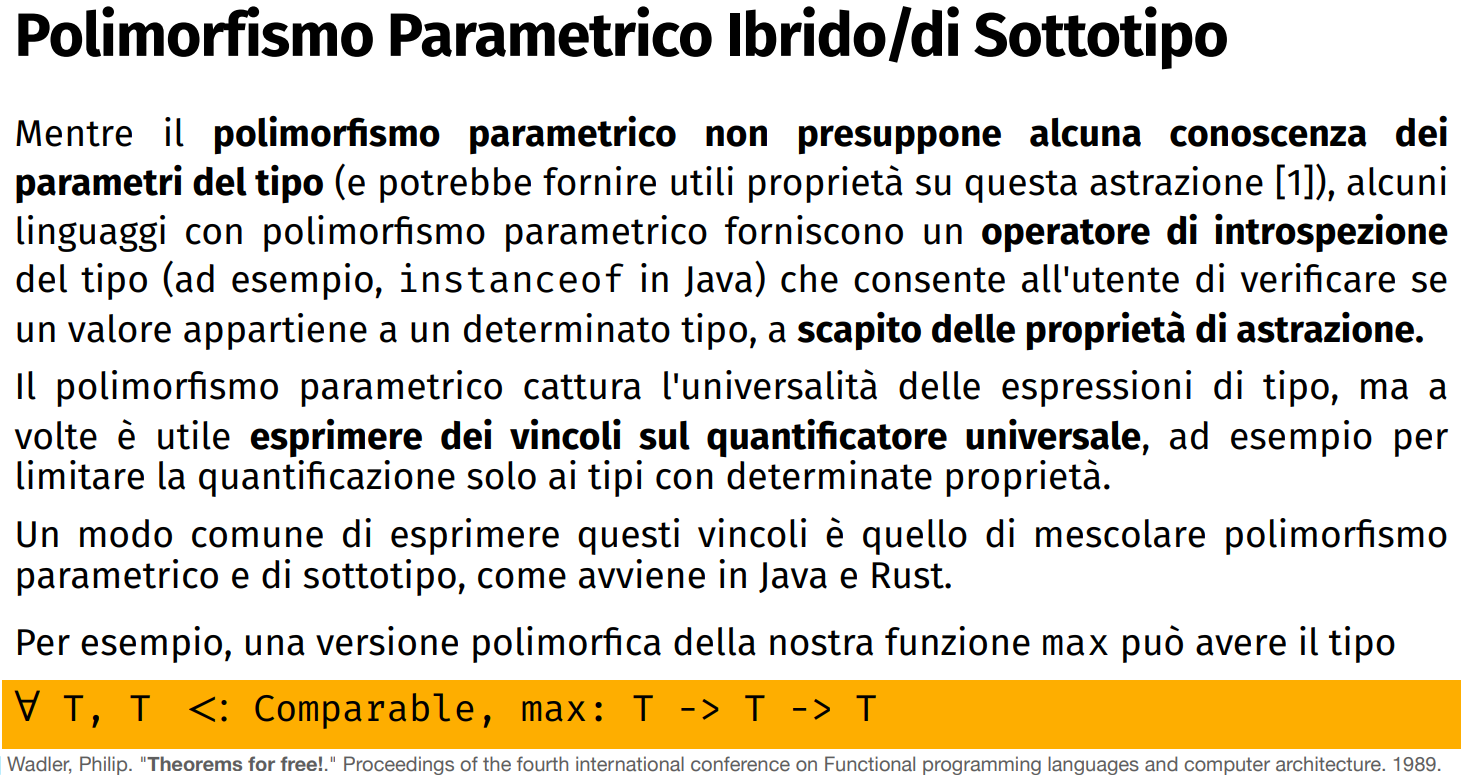 Polimorfismo Parametrico Ibrido/di Sottotipo
Mentre il polimorfismo parametrico non presuppone alcuna conoscenza dei
parametri del tipo (e potrebbe fornire utili proprietà su questa astrazione [1]), alcuni
linguaggi con polimorfismo parametrico forniscono un operatore di introspezione
del tipo (ad esempio, instanceof in Java) che consente all'utente di verificare se
un valore appartiene a un determinato tipo, a scapito delle proprietà di astrazione.
Il polimorfismo parametrico cattura l'universalità delle espressioni di tipo, ma a
volte è utile esprimere dei vincoli sul quantificatore universale, ad esempio per
limitare la quantificazione solo ai tipi con determinate proprietà.
Un modo comune di esprimere questi vincoli è quello di mescolare polimorfismo
parametrico e di sottotipo, come avviene in Java e Rust.
Per esempio, una versione polimorfica della nostra funzione max può avere il tipo
∀ T, T <: Comparable, max: T -> T -> T
Wadler, Philip. "Theorems for free!." Proceedings of the fourth international conference on Functional programming languages and computer architecture. 1989.